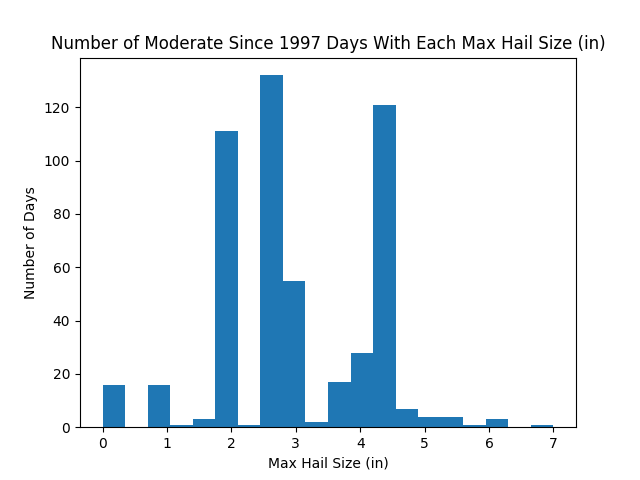 Number of Moderate Since 1997 Days With Each Max Hail Size (in)
120
100
80
60
40
20
0
Number of Days
0 1 2 3 4 5 6 7
Max Hail Size (in)